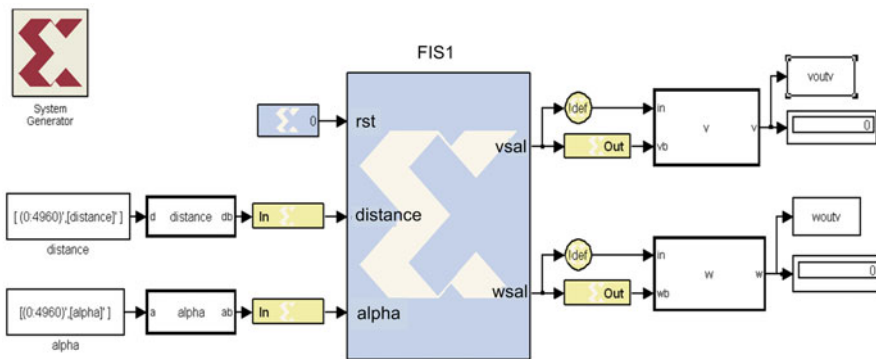 System
Generator
FIS1
0
rst
vsal
distance
wsal
alpha
[ (0:4960)',[distance]' ]
distance
d distance db
In
[(0:4960)',[alpha]' ]
alpha
a alpha ab
In
Idef
Out
in
vb
v
v
voutv
0
Idef
Out
in
wb
w
w
woutv
0